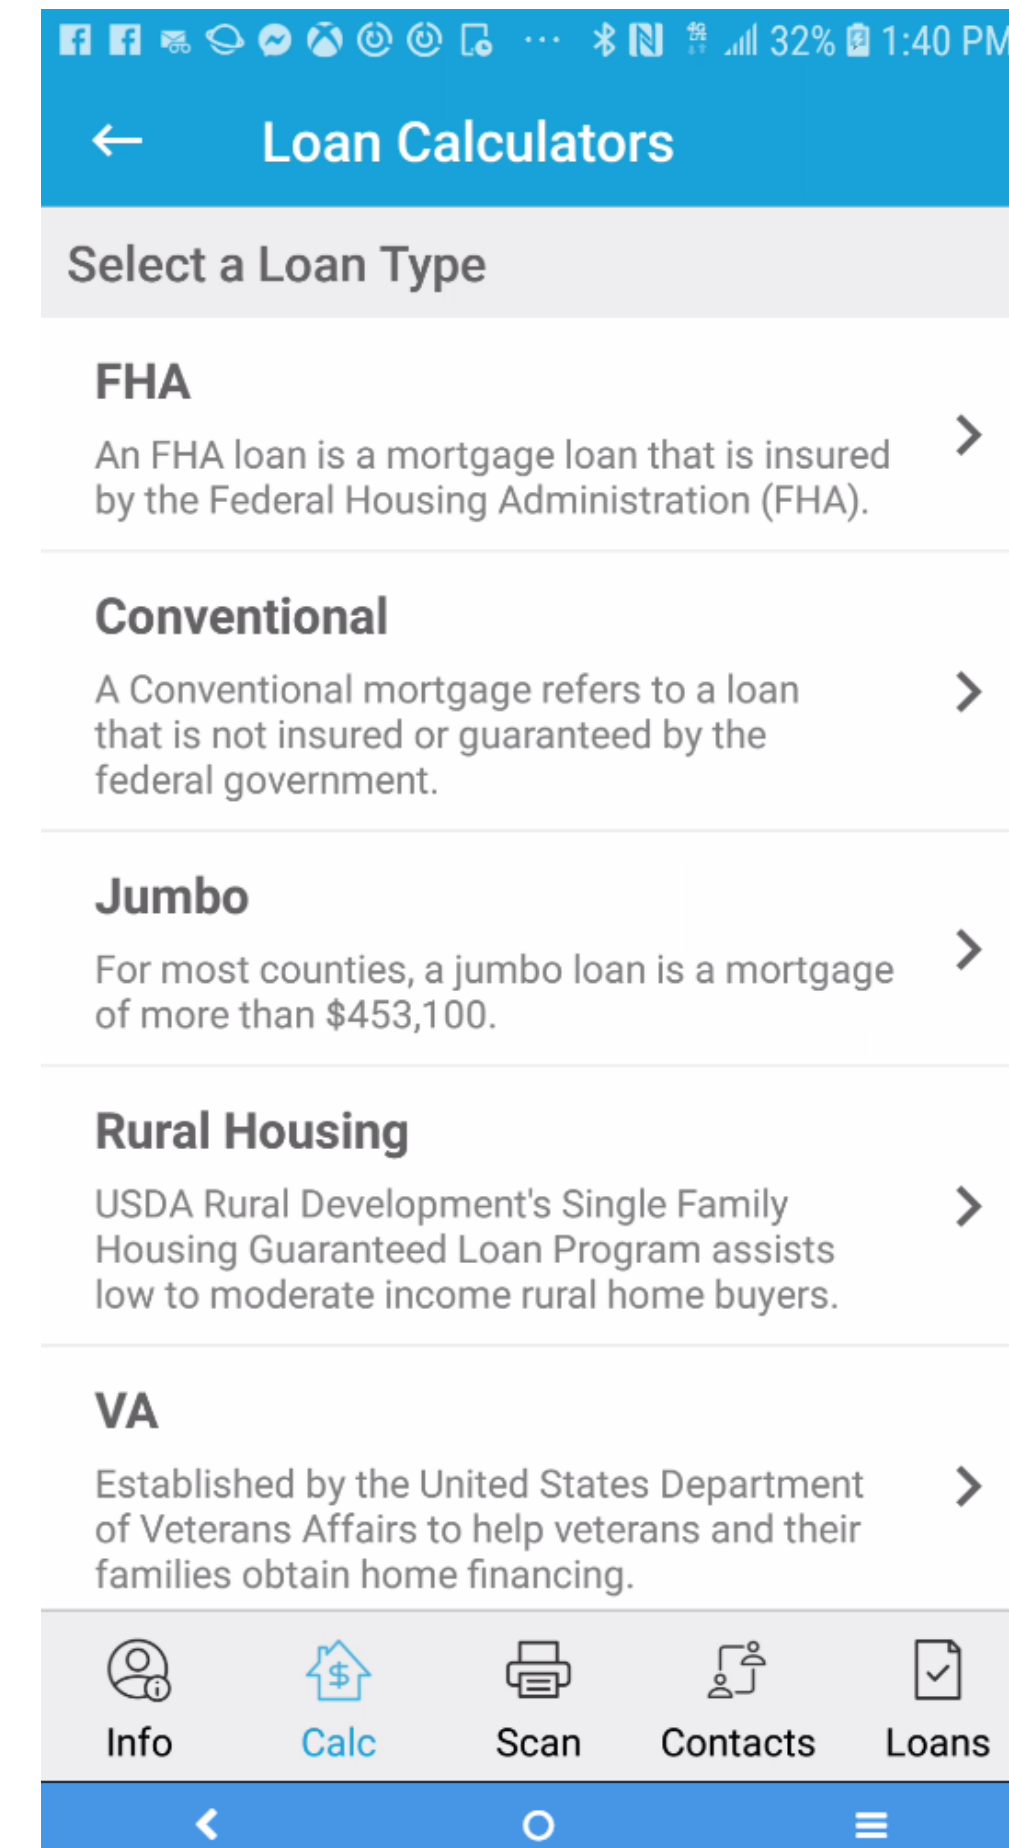 32% 1:40 PM
Loan Calculators
Select a Loan Type
FHA
An FHA loan is a mortgage loan that is insured
by the Federal Housing Administration (FHA).
Conventional
A Conventional mortgage refers to a loan
that is not insured or guaranteed by the
federal government.
Jumbo
For most counties, a jumbo loan is a mortgage
of more than $453,100.
Rural Housing
USDA Rural Development's Single Family
Housing Guaranteed Loan Program assists
low to moderate income rural home buyers.
VA
Established by the United States Department
of Veterans Affairs to help veterans and their
families obtain home financing.
Info Calc Scan Contacts Loans